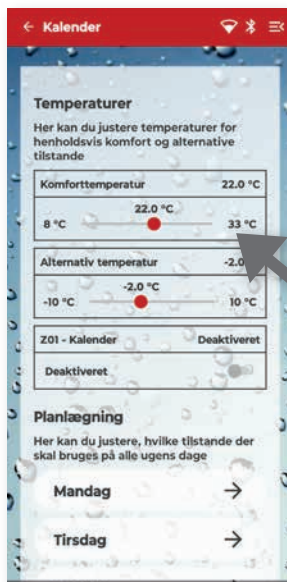 ← Kalender
Temperaturer
Her kan du justere temperaturer for
henholdsvis komfort og alternative
tilstande
Komforttemperatur 22.0 °C
22.0 °C
8 °C 33 °C
Alternativ temperatur -2.0
-2.0 °C
-10 °C 10 °C
Z01 - Kalender Deaktiveret
Deaktiveret
Planlægning
Her kan du justere, hvilke tilstande der
skal bruges på alle ugens dage
Mandag →
Tirsdag →